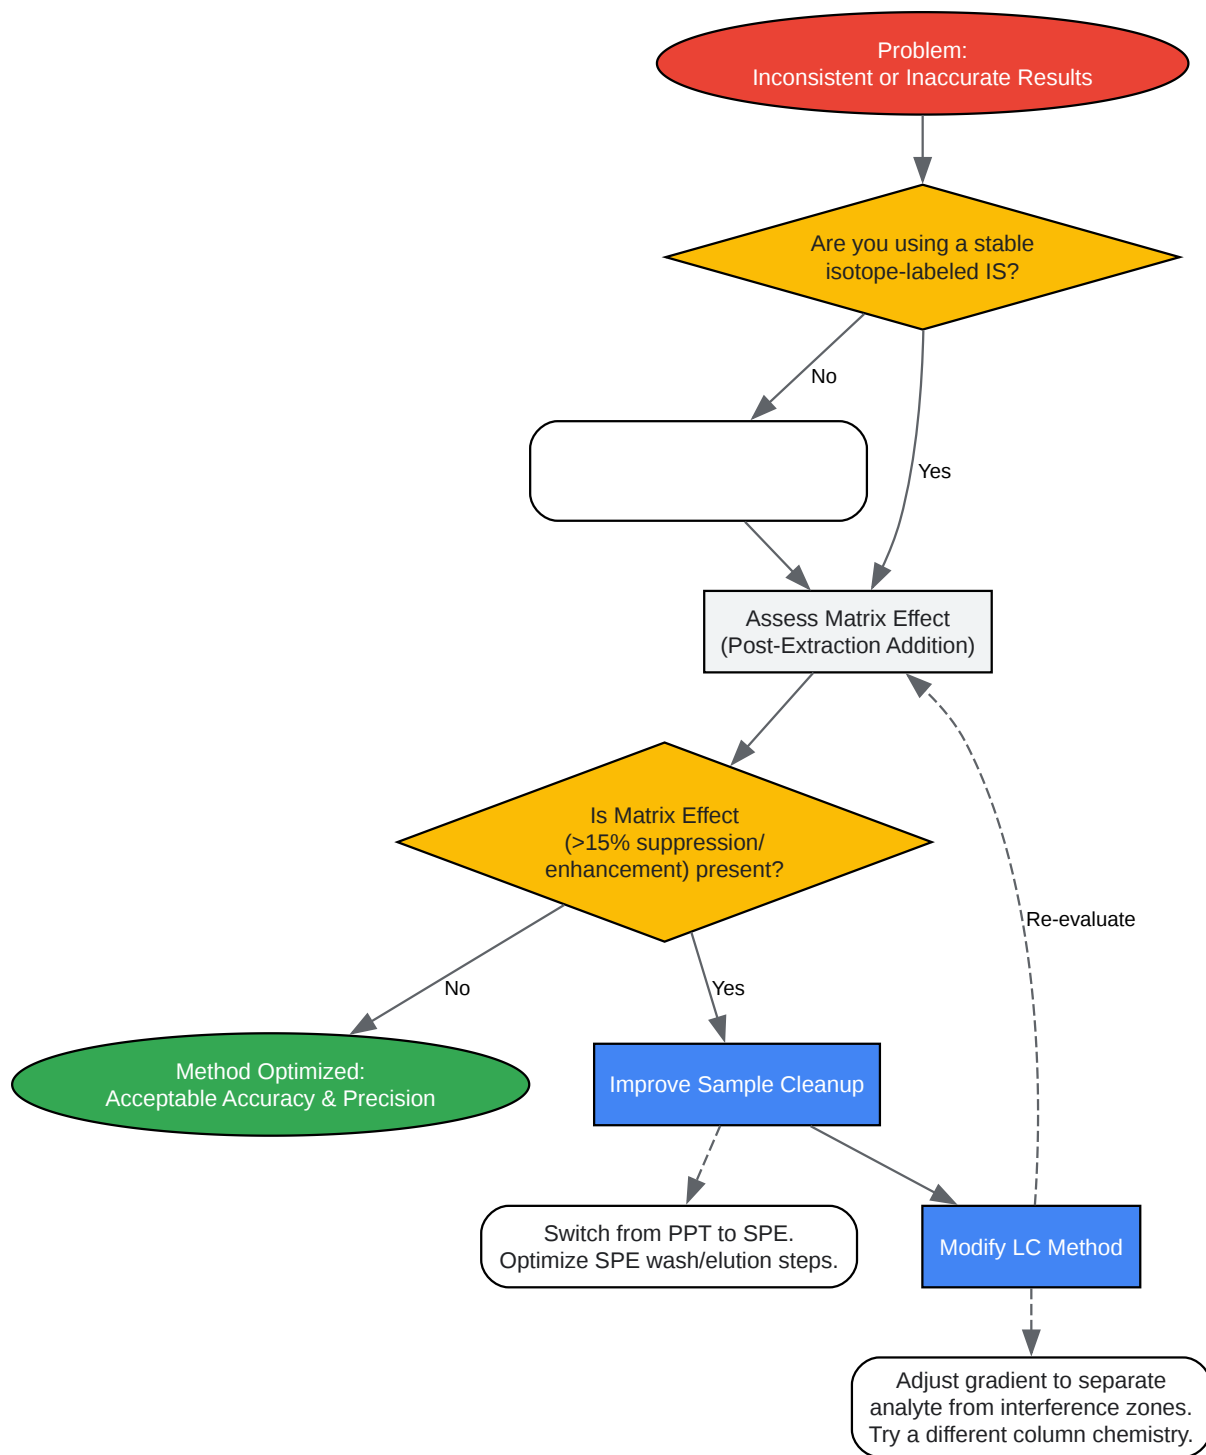 Problem:
Inconsistent or Inaccurate Results
Are you using a stable
isotope-labeled IS?
No
Yes
Assess Matrix Effect
(Post-Extraction Addition)
Is Matrix Effect
(>15% suppression/
enhancement) present?
Re-evaluate
No
Yes
Method Optimized:
Acceptable Accuracy & Precision
Improve Sample Cleanup
Switch from PPT to SPE.
Optimize SPE wash/elution steps.
Modify LC Method
Adjust gradient to separate
analyte from interference zones.
Try a different column chemistry.